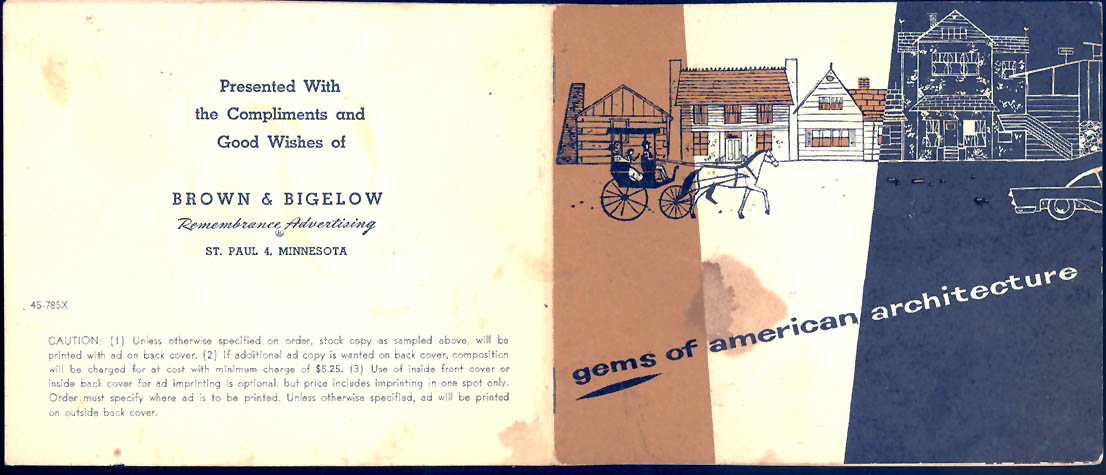 Presented With
the Compliments and
Good Wishes of
BROWN & BIGELOW
Remembrance Advertising
ST. PAUL 4, MINNESOTA
45-785X
CAUTION: (1) Unless otherwise specified on order, stock copy as sampled above, will be
printed with ad on back cover. (2) If additional ad copy is wanted on back cover, composition
will be charged for at cost with minimum charge of $5.25. (3) Use of inside front cover or
inside back cover for ad imprinting is optional, but price includes imprinting in one spot only.
Order must specify where ad is to be printed. Unless otherwise specified, ad will be printed
on outside back cover.
gems of american architecture